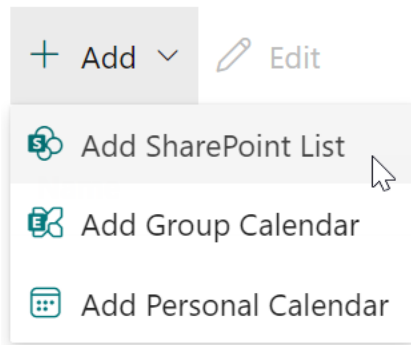 Add Edit
S Add SharePoint List
E Add Group Calendar
Add Personal Calendar